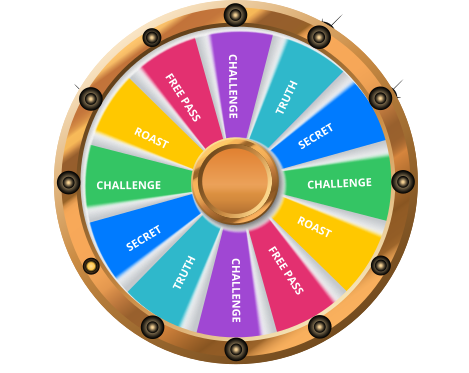 CHALLENGE
TRUTH
SECRET
CHALLENGE
ROAST
FREE PASS
CHALLENGE
TRUTH
SECRET
CHALLENGE
ROAST
FREE PASS